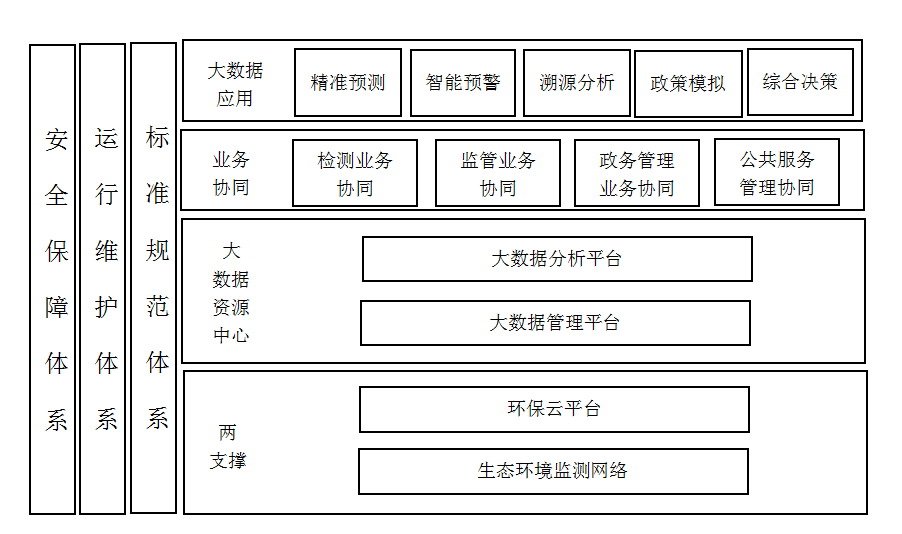 安全保障体系
运行维护体系
标准规范体系
大数据
应用
精准预测
智能预警
溯源分析
政策模拟
综合决策
业务
协同
检测业务
协同
监管业务
协同
政务管理
业务协同
公共服务
管理协同
大
数据
资源
中心
大数据分析平台
大数据管理平台
两
支撑
环保云平台
生态环境监测网络